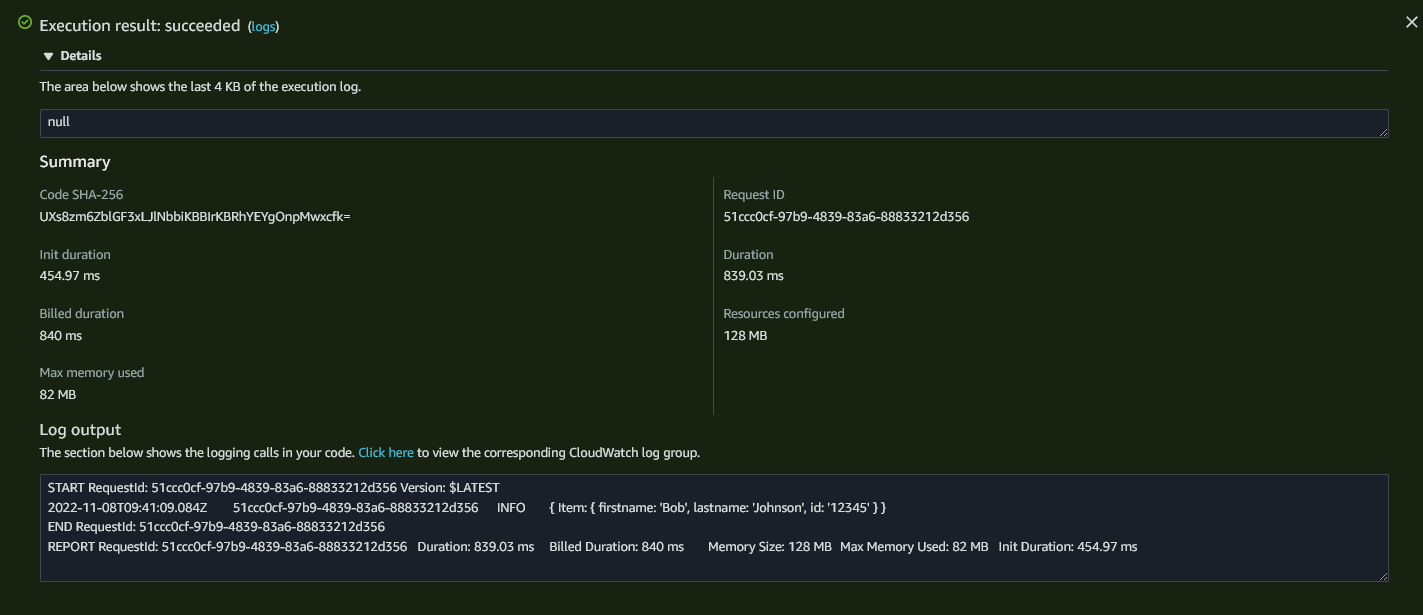 Execution result: succeeded (logs)
Details
The area below shows the last 4 KB of the execution log.
null
Summary
Code SHA-256
UXs8zm6ZblGF3xLJlNbbiKBBIrKBRhYEYgOnpMwxcfk=
Request ID
51ccc0cf-97b9-4839-83a6-88833212d356
Init duration
454.97 ms
Duration
839.03 ms
Billed duration
840 ms
Resources configured
128 MB
Max memory used
82 MB
Log output
The section below shows the logging calls in your code. Click here to view the corresponding CloudWatch log group.
START RequestId: 51ccc0cf-97b9-4839-83a6-88833212d356 Version: $LATEST
2022-11-08T09:41:09.084Z 51ccc0cf-97b9-4839-83a6-88833212d356 INFO { Item: { firstname: 'Bob', lastname: 'Johnson', id: '12345' } }
END RequestId: 51ccc0cf-97b9-4839-83a6-88833212d356
REPORT RequestId: 51ccc0cf-97b9-4839-83a6-88833212d356 Duration: 839.03 ms Billed Duration: 840 ms Memory Size: 128 MB Max Memory Used: 82 MB Init Duration: 454.97 ms